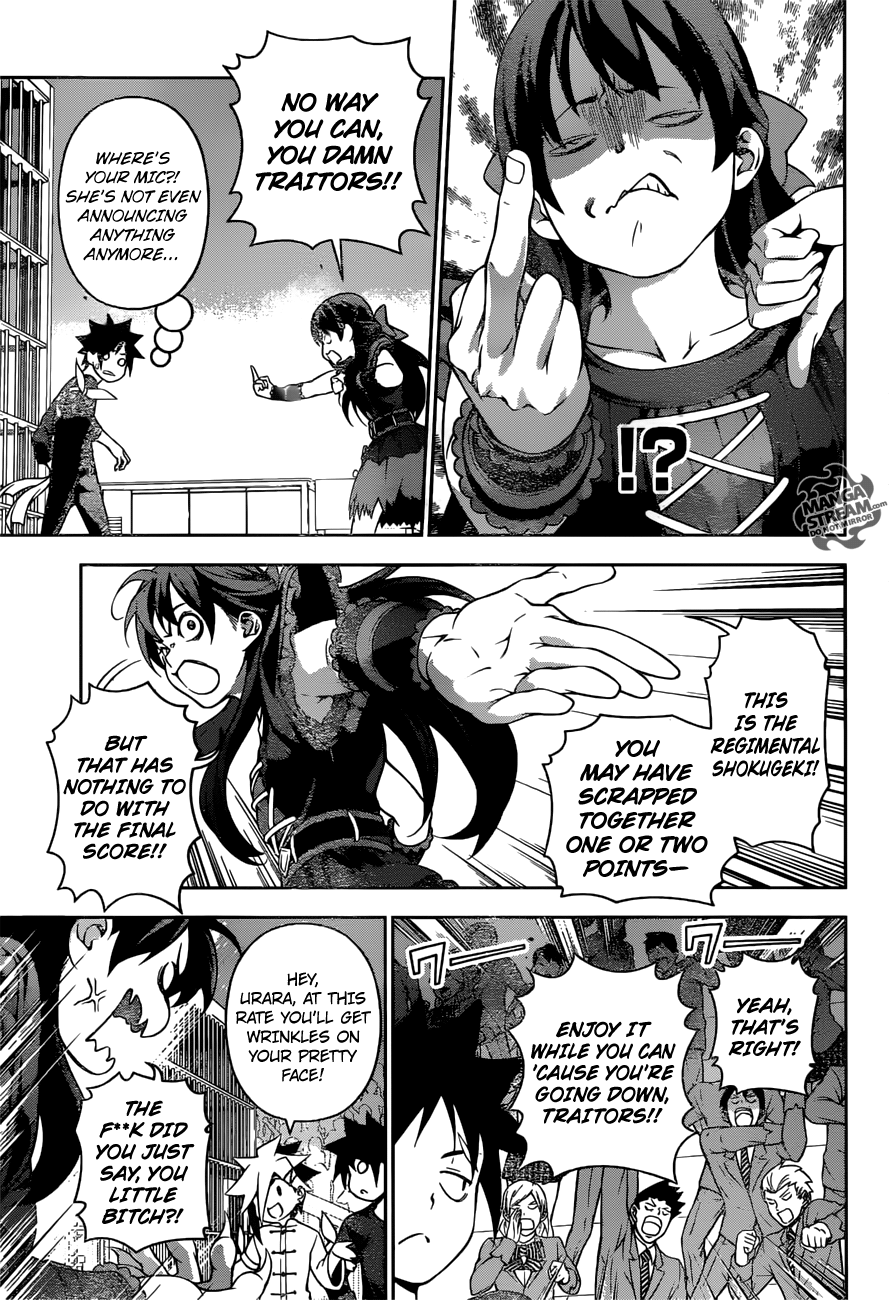 NO WAY
YOU CAN,
YOU DAMN
TRAITORS!!
WHERE'S
YOUR MIC?!
SHE'S NOT EVEN
ANNOUNCING
ANYTHING
ANYMORE...
!?
MANGA
STREAM.com
DO NOT MIRROR
THIS
IS THE
REGIMENTAL
SHOKUGEKI!
YOU
MAY HAVE
SCRAPPED
TOGETHER
ONE OR TWO
POINTS—
BUT
THAT HAS
NOTHING TO
DO WITH
THE FINAL
SCORE!!
ワー
ワー
YEAH,
THAT'S
RIGHT!
ENJOY IT
WHILE YOU CAN
'CAUSE YOU'RE
GOING DOWN,
TRAITORS!!
HEY,
URARA, AT THIS
RATE YOU'LL GET
WRINKLES ON
YOUR PRETTY
FACE!
THE
F**K DID
YOU JUST
SAY, YOU
LITTLE
BITCH?!